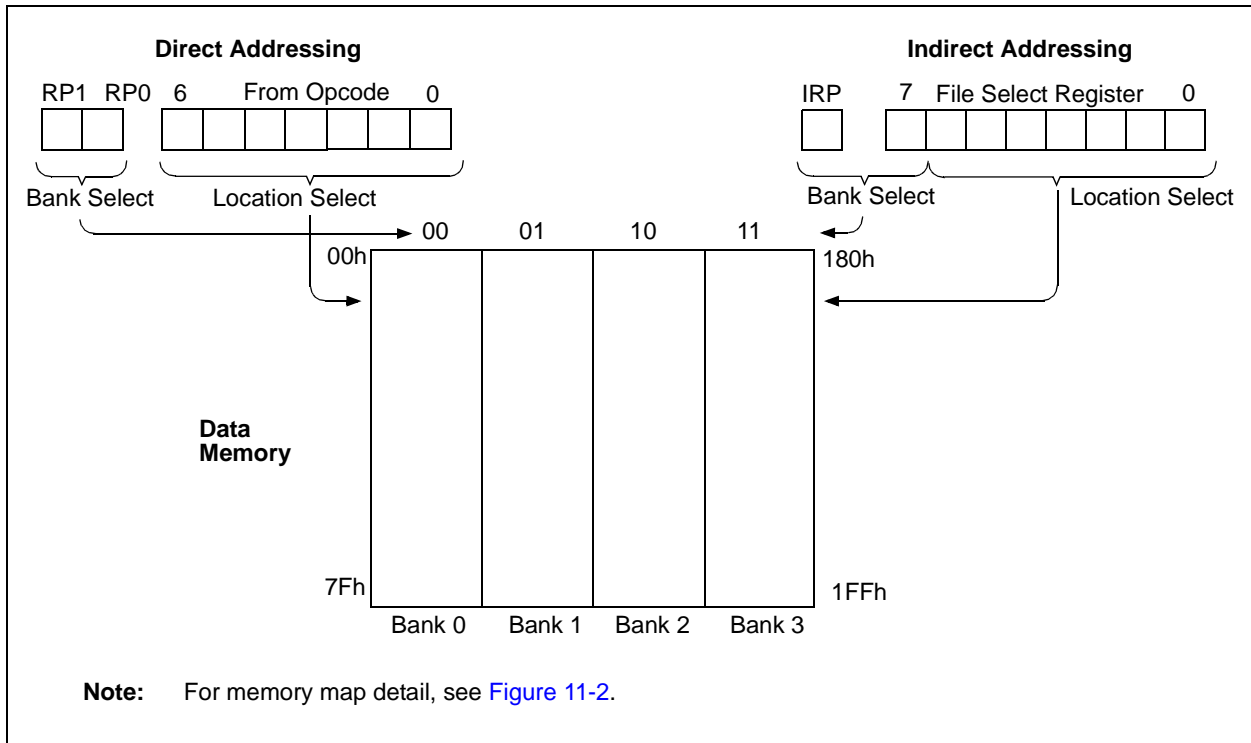 Direct Addressing
Indirect Addressing
RP1 RP0 6 From Opcode 0
IRP 7 File Select Register 0
Bank Select Location Select
Bank Select Location Select
00 01 10 11
00h
180h
Data
Memory
7Fh
1FFh
Bank 0 Bank 1 Bank 2 Bank 3
Note: For memory map detail, see Figure 11-2.